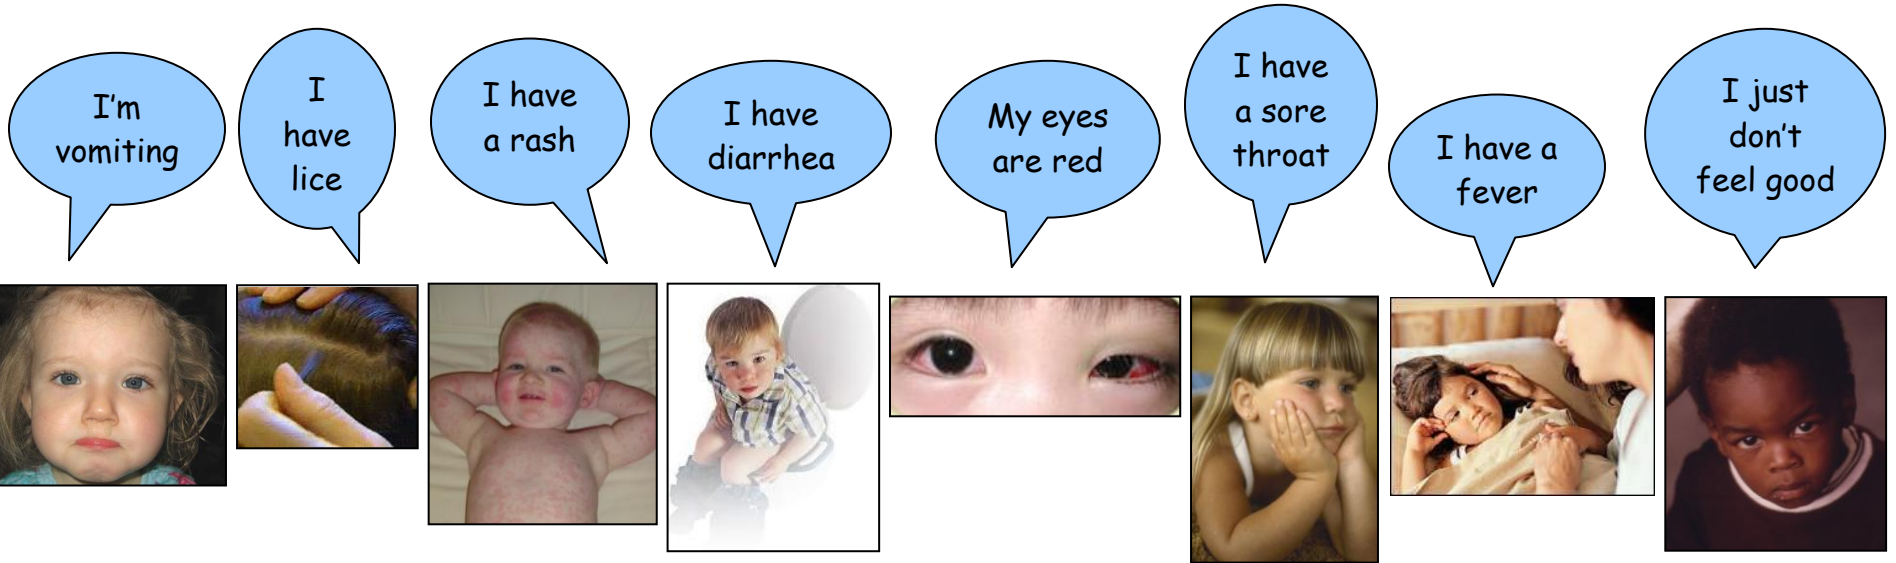 I'm
vomiting
I
have
lice
I have
a rash
I have
diarrhea
My eyes
are red
I have
a sore
throat
I have a
fever
I just
don't
feel good